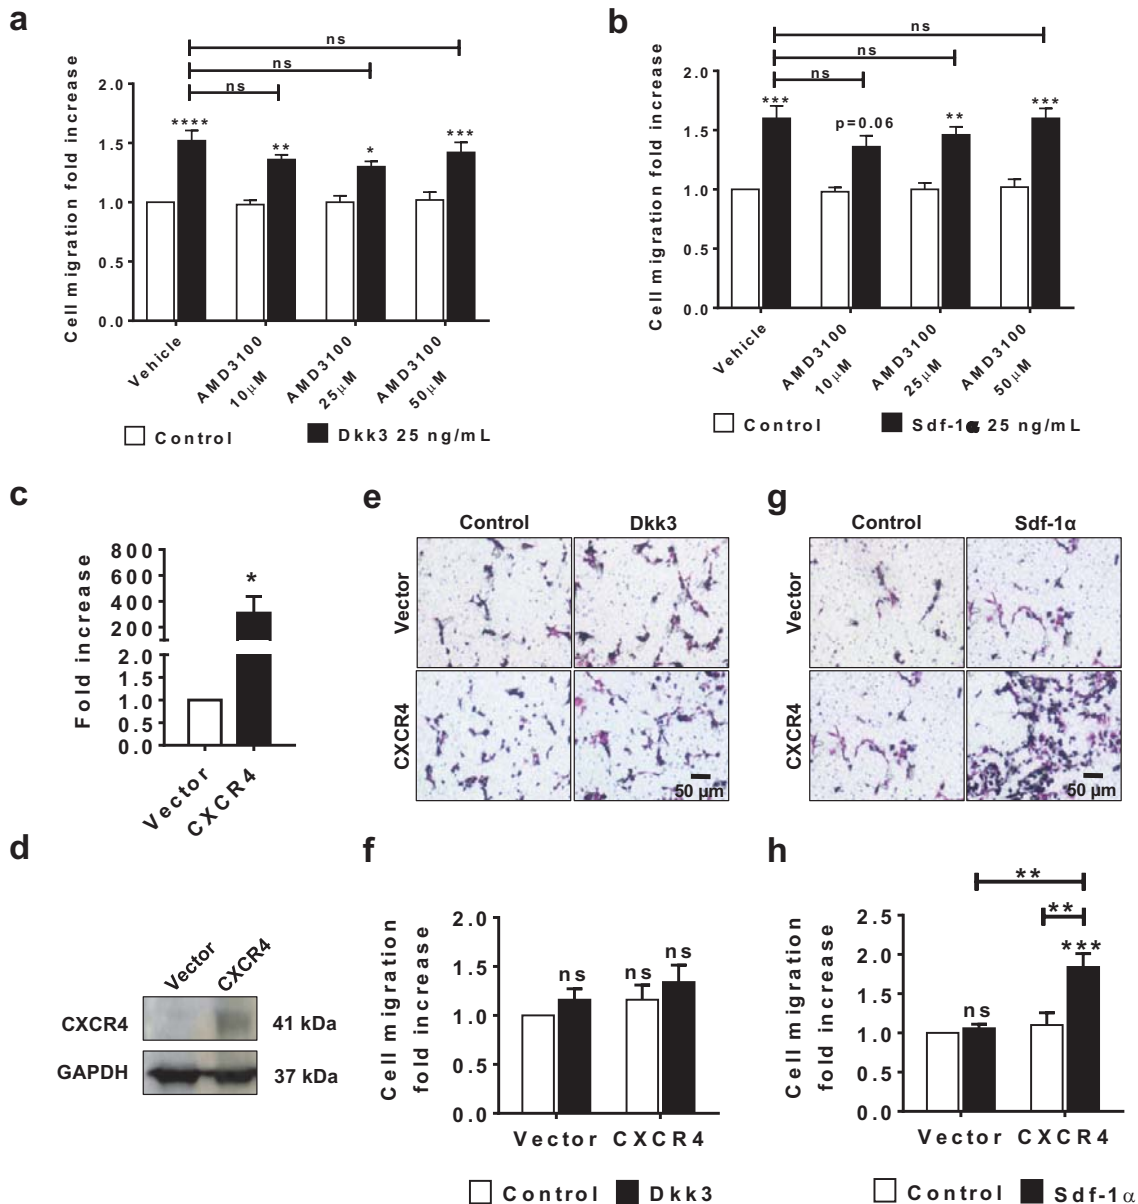 a
ns
ns
ns
2.0
1.5
1.0
0.5
0.0
Cell migration fold increase
****
**
*
***
Vehicle
AMD3100
10μM
AMD3100
25μM
AMD3100
50μM
Control
Dkk3 25 ng/mL
b
ns
ns
ns
2.0
1.5
1.0
0.5
0.0
Cell migration fold increase
***
p=0.06
**
***
Vehicle
AMD3100
10μM
AMD3100
25μM
AMD3100
50μM
Control
Sdf-1α 25 ng/mL
c
800
600
400
200
2.0
1.0
0.5
0.0
Fold increase
*
Vector
CXCR4
d
Vector
CXCR4
CXCR4
41 kDa
GAPDH
37 kDa
e
Control
Dkk3
Vector
CXCR4
50 μm
f
2.0
1.5
1.0
0.5
0.0
Cell migration
fold increase
ns
ns
ns
Vector
CXCR4
Control
Dkk3
g
Control
Sdf-1α
Vector
CXCR4
50 μm
h
**
**
***
ns
2.5
2.0
1.5
1.0
0.5
0.0
Cell migration
fold increase
Vector
CXCR4
Control
Sdf-1α